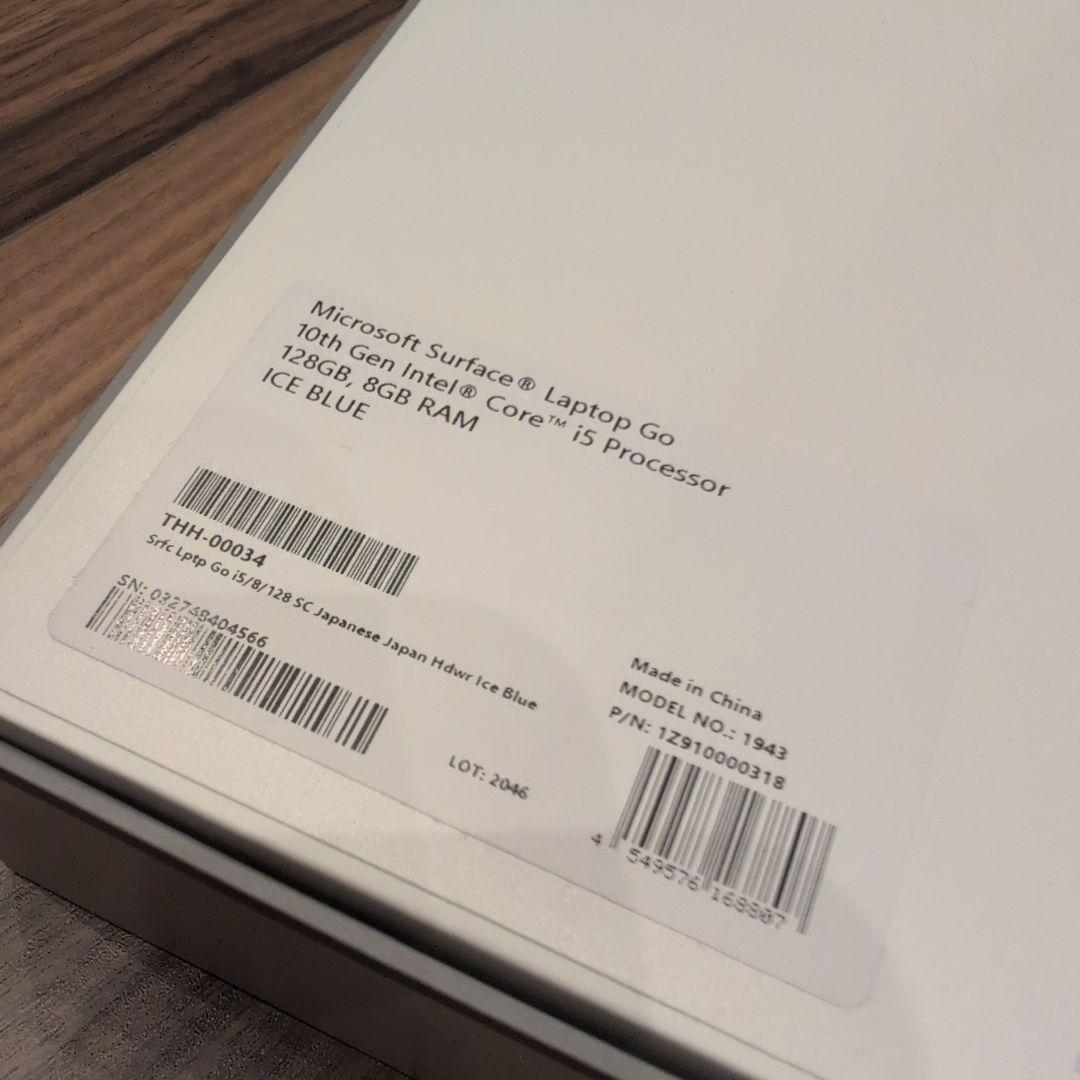 Microsoft Surface® Laptop Go
10th Gen Intel® Core™ i5 Processor
128GB, 8GB RAM
ICE BLUE
THH-00034
Srfc Lptp Go i5/8/128 SC Japanese Japan Hdwr Ice Blue
SN: 032738404566
LOT: 2046
Made in China
MODEL NO.: 1943
P/N: 1Z910000318
4 549576 168807